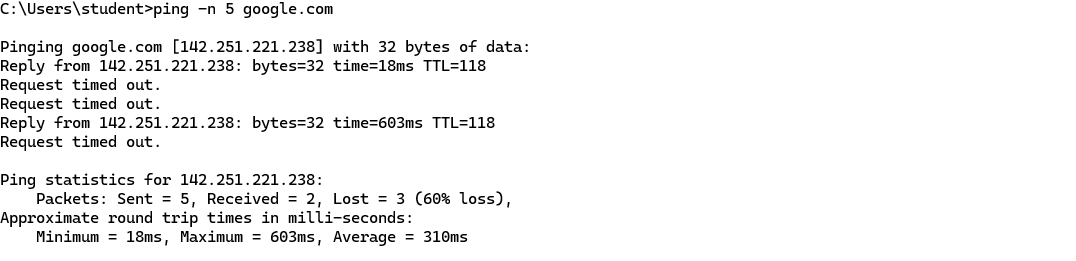 C:\Users\student>ping -n 5 google.com
Pinging google.com [142.251.221.238] with 32 bytes of data:
Reply from 142.251.221.238: bytes=32 time=18ms TTL=118
Request timed out.
Request timed out.
Reply from 142.251.221.238: bytes=32 time=603ms TTL=118
Request timed out.
Ping statistics for 142.251.221.238:
    Packets: Sent = 5, Received = 2, Lost = 3 (60% loss),
Approximate round trip times in milli-seconds:
    Minimum = 18ms, Maximum = 603ms, Average = 310ms